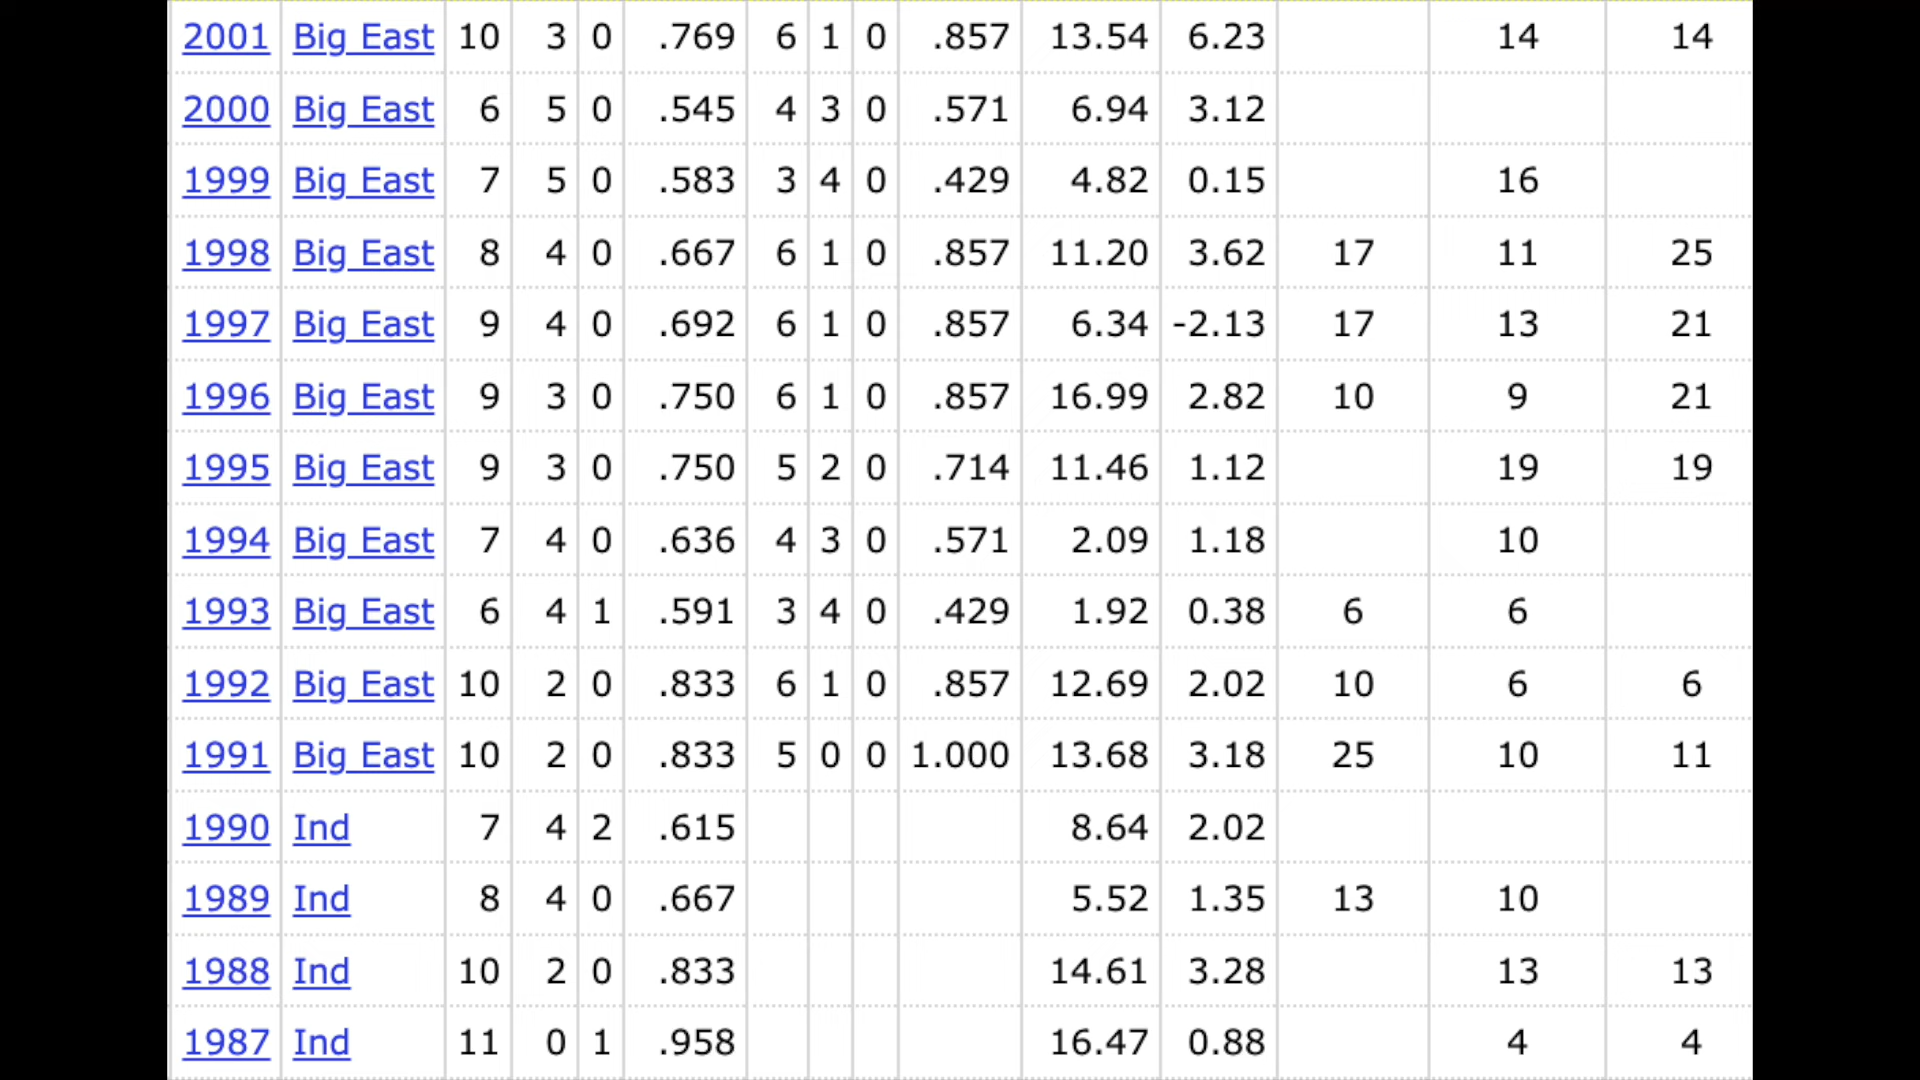 2001 Big East 10 3 0 .769 6 1 0 .857 13.54 6.23 14 14
2000 Big East 6 5 0 .545 4 3 0 .571 6.94 3.12
1999 Big East 7 5 0 .583 3 4 0 .429 4.82 0.15 16
1998 Big East 8 4 0 .667 6 1 0 .857 11.20 3.62 17 11 25
1997 Big East 9 4 0 .692 6 1 0 .857 6.34 -2.13 17 13 21
1996 Big East 9 3 0 .750 6 1 0 .857 16.99 2.82 10 9 21
1995 Big East 9 3 0 .750 5 2 0 .714 11.46 1.12 19 19
1994 Big East 7 4 0 .636 4 3 0 .571 2.09 1.18 10
1993 Big East 6 4 1 .591 3 4 0 .429 1.92 0.38 6 6
1992 Big East 10 2 0 .833 6 1 0 .857 12.69 2.02 10 6 6
1991 Big East 10 2 0 .833 5 0 0 1.000 13.68 3.18 25 10 11
1990 Ind 7 4 2 .615 8.64 2.02
1989 Ind 8 4 0 .667 5.52 1.35 13 10
1988 Ind 10 2 0 .833 14.61 3.28 13 13
1987 Ind 11 0 1 .958 16.47 0.88 4 4